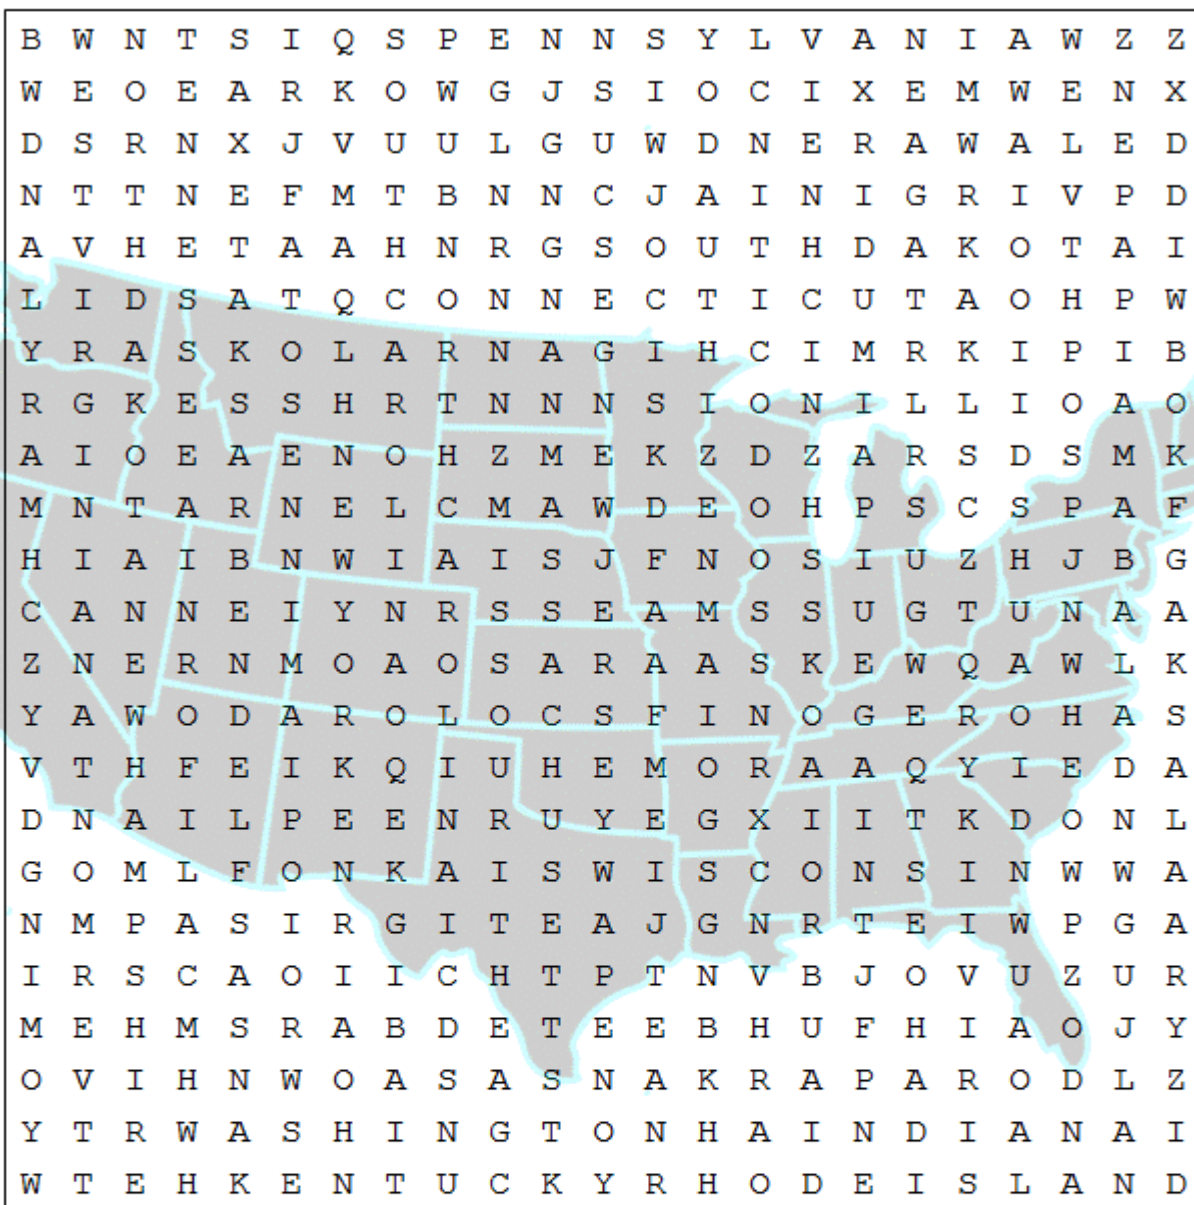 B W N T S I Q S P E N N S Y L V A N I A W Z Z
W E O E A R K O W G J S I O C I X E M W E N X
D S R N X J V U U L G U W D N E R A W A L E D
N T T N E F M T B N N C J A I N I G R I V P D
A V H E T A A H N R G S O U T H D A K O T A I
L I D S A T Q C O N N E C T I C U T A O H P W
Y R A S K O L A R N A G I H C I M R K I P I B
R G K E S S H R T N N N S I O N I L L I O A O
A I O E A E N O H Z M E K Z D Z A R S D S M K
M N T A R N E L C M A W D E O H P S C S P A F
H I A I B N W I A I S J F N O S I U Z H J B G
C A N N E I Y N R S S E A M S S U G T U N A A
Z N E R N M O A O S A R A A S K E W Q A W L K
Y A W O D A R O L O C S F I N O G E R O H A S
V T H F E I K Q I U H E M O R A A Q Y I E D A
D N A I L P E E N R U Y E G X I I T K D O N L
G O M L F O N K A I S W I S C O N S I N W W A
N M P A S I R G I T E A J G N R T E I W P G A
I R S C A O I I C H T P T N V B J O V U Z U R
M E H M S R A B D E T E E B H U F H I A O J Y
O V I H N W O A S A S N A K R A P A R O D L Z
Y T R W A S H I N G T O N H A I N D I A N A I
W T E H K E N T U C K Y R H O D E I S L A N D